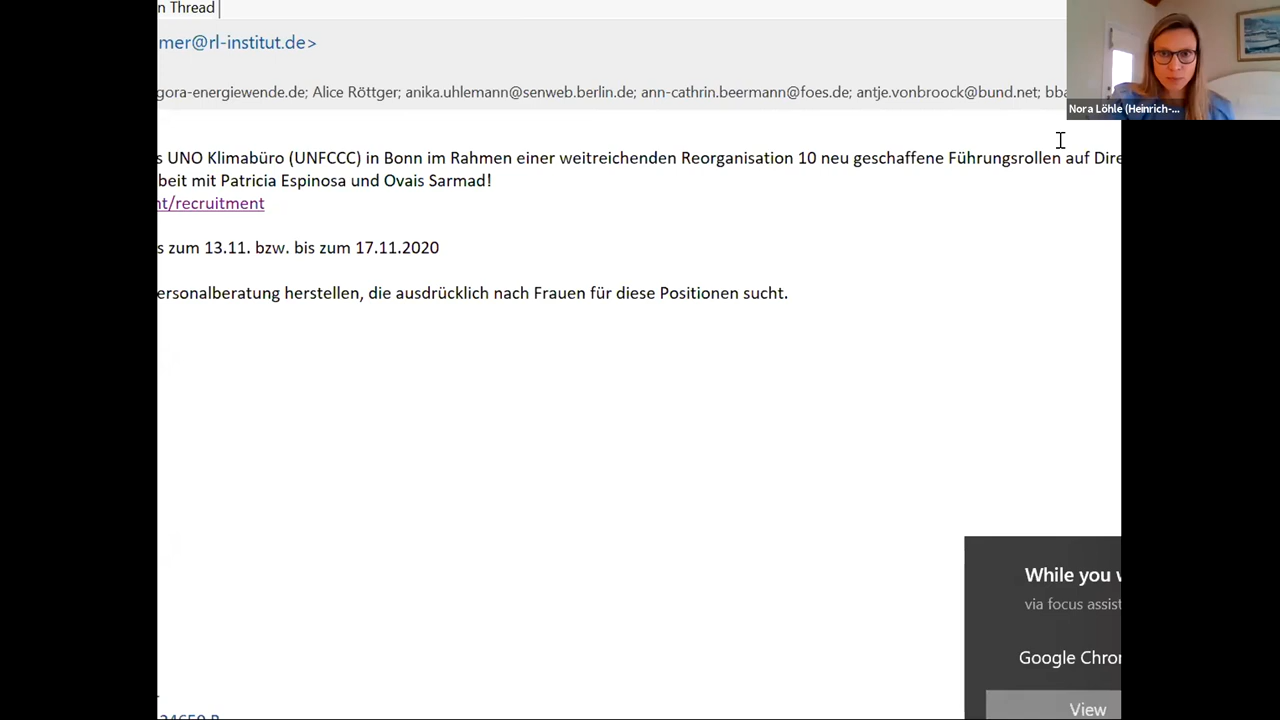 n Thread
mer@rl-institut.de>
Nora Löhle (Heinrich-...
gora-energiewende.de; Alice Röttger; anika.uhlemann@senweb.berlin.de; ann-cathrin.beermann@foes.de; antje.vonbroock@bund.net; bba
s UNO Klimabüro (UNFCCC) in Bonn im Rahmen einer weitreichenden Reorganisation 10 neu geschaffene Führungsrollen auf Dire
beit mit Patricia Espinosa und Ovais Sarmad!
nt/recruitment
s zum 13.11. bzw. bis zum 17.11.2020
ersonalberatung herstellen, die ausdrücklich nach Frauen für diese Positionen sucht.
While you w
via focus assist
Google Chror
View